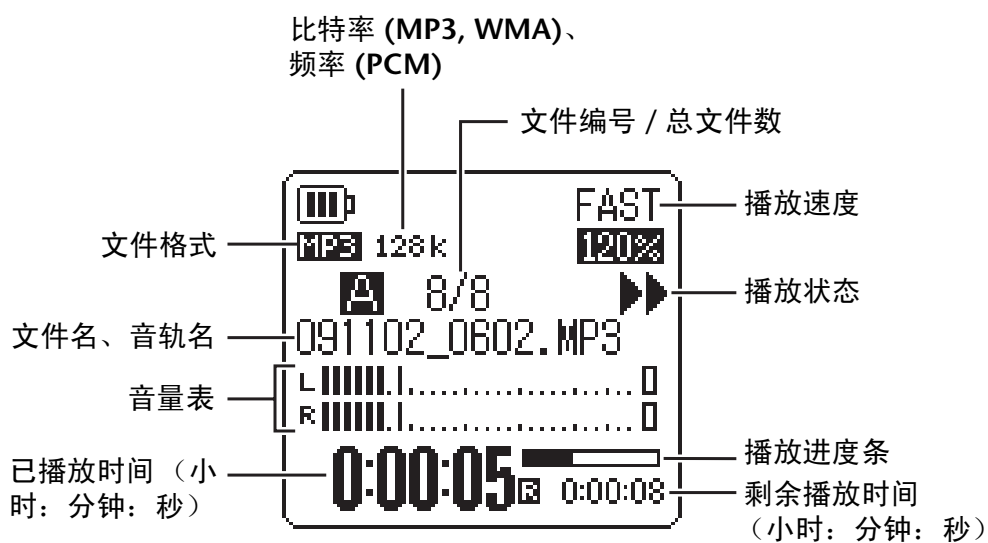 比特率 (MP3, WMA)、
频率 (PCM)
文件编号 / 总文件数
FAST
播放速度
文件格式
MP3 128k
120%
A 8/8
播放状态
文件名、音轨名
091102_0602.MP3
音量表
L
R
已播放时间（小
时：分钟：秒）
0:00:05
播放进度条
R 0:00:08
剩余播放时间
（小时：分钟：秒）